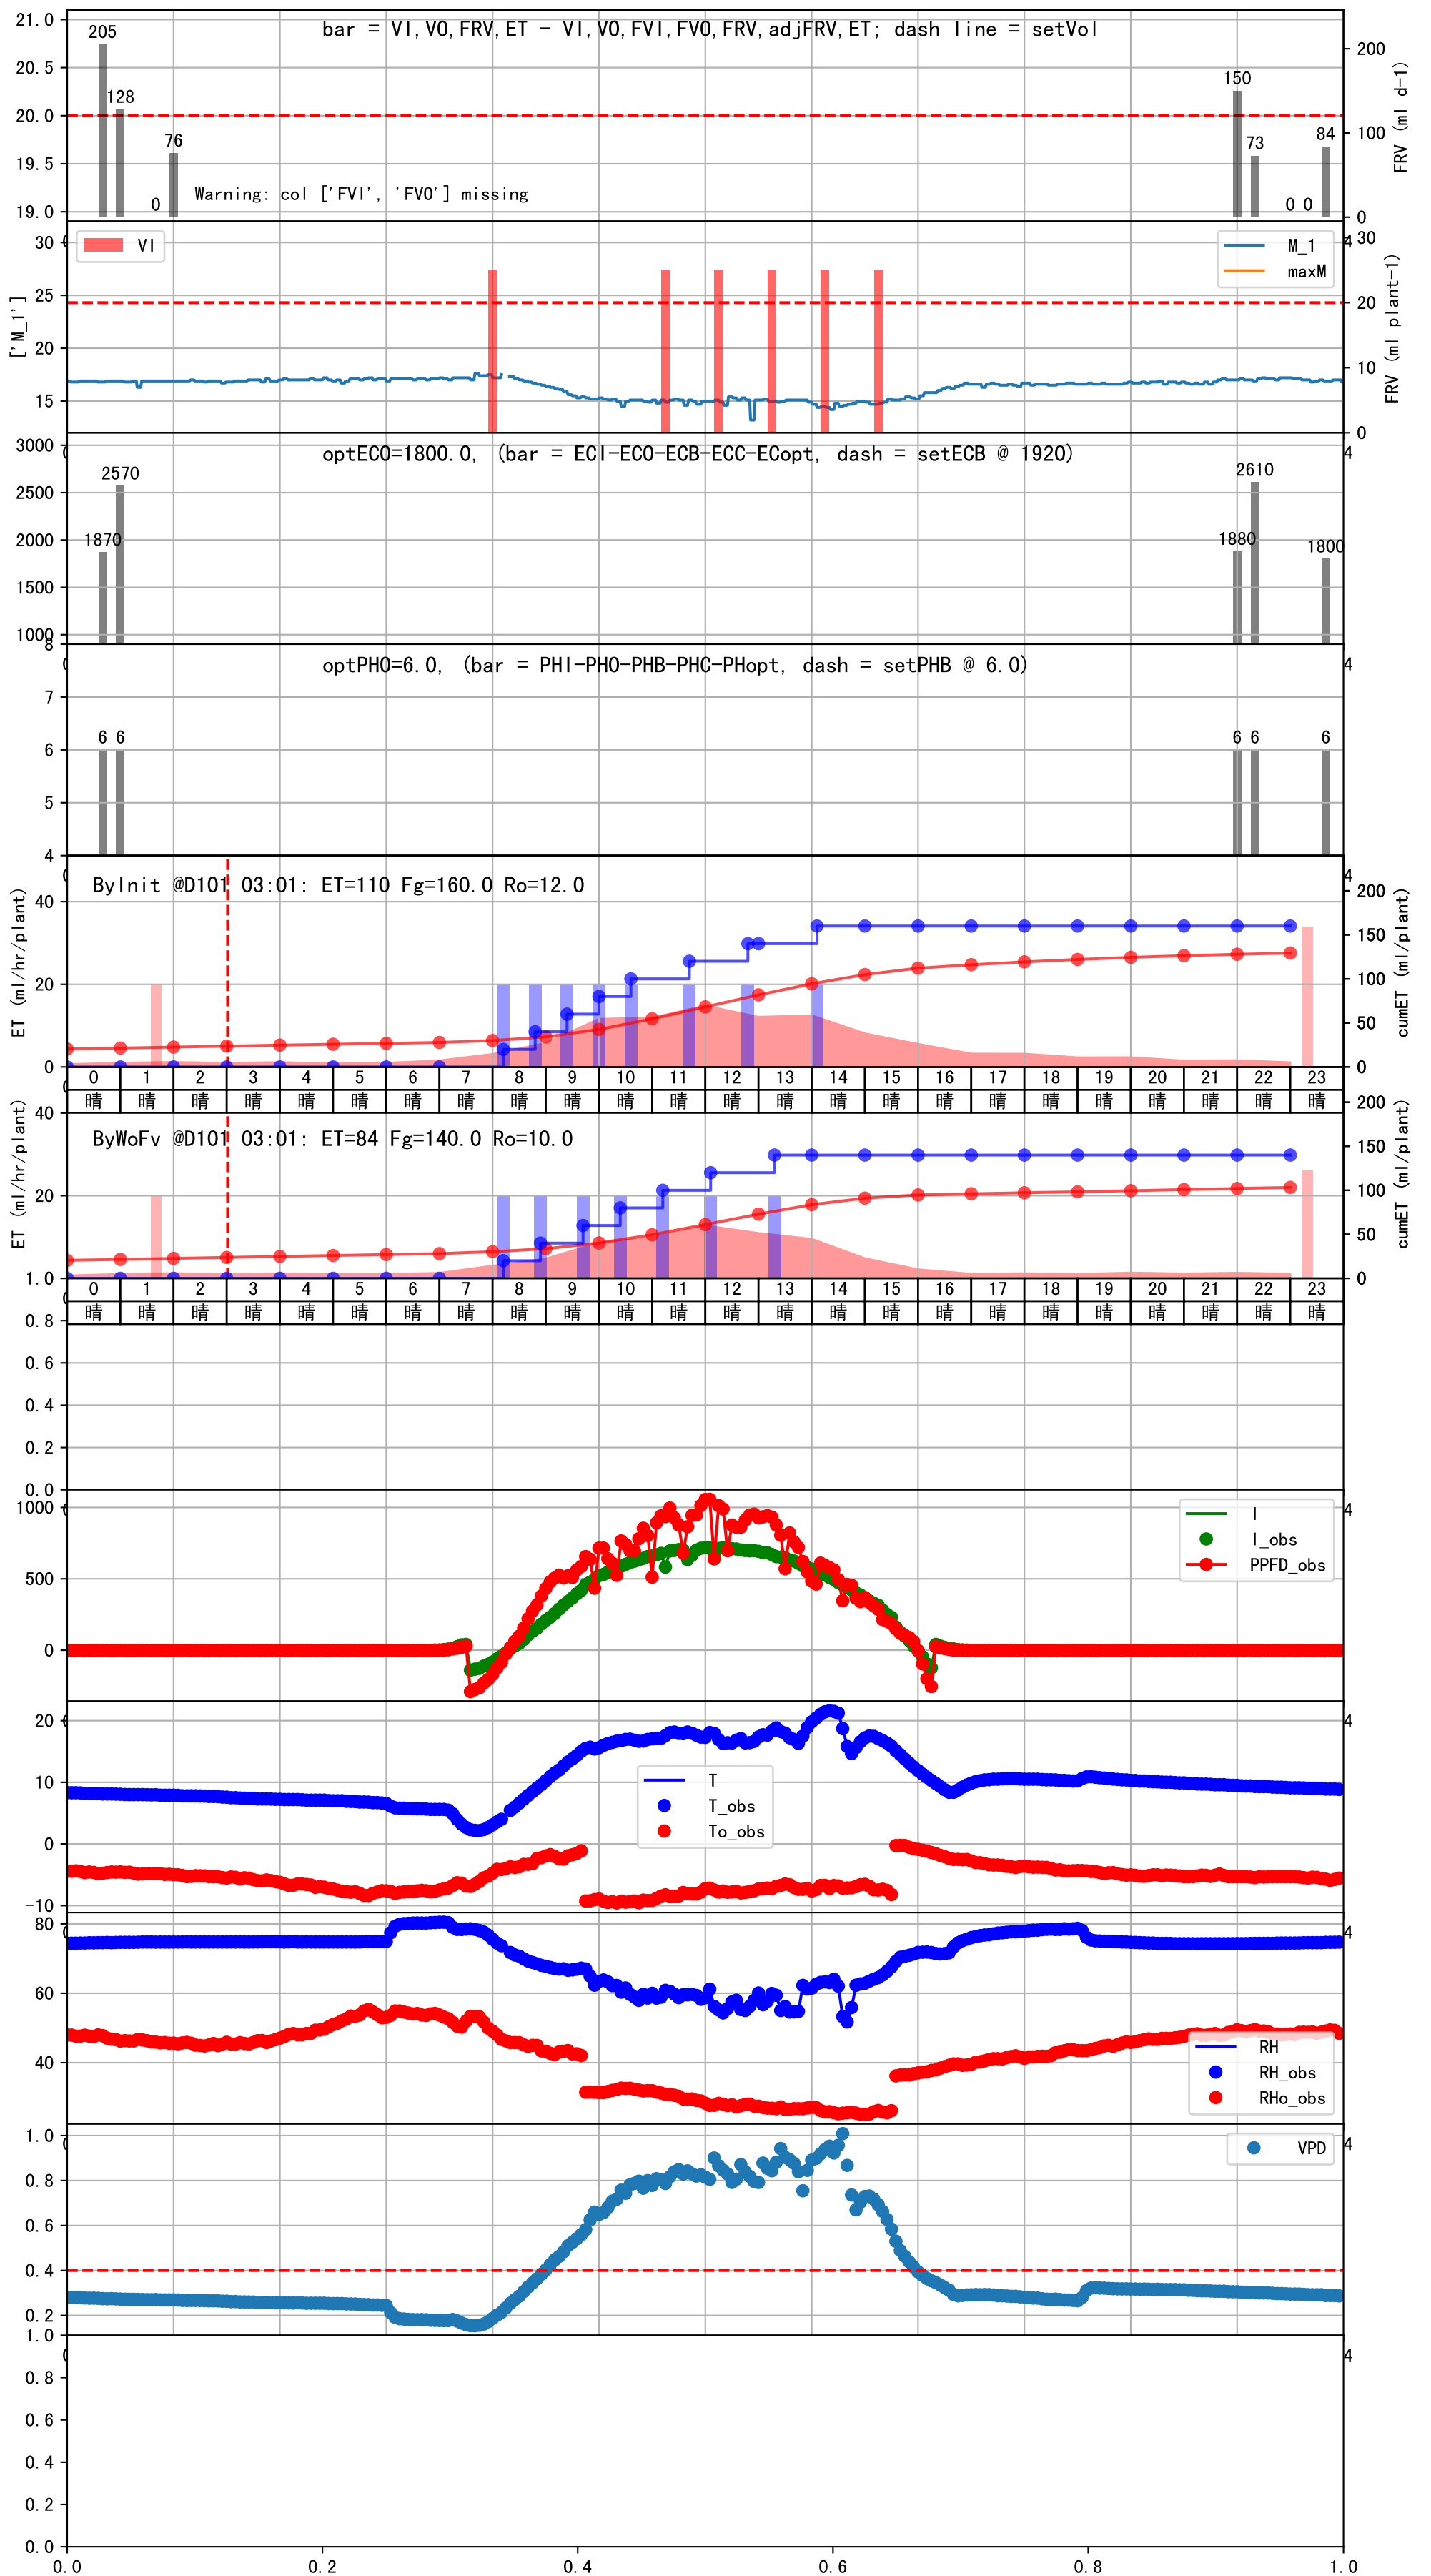 bar = VI,VO,FRV,ET - VI,VO,FVI,FVO,FRV,adjFRV,ET; dash line = setVol
21.0
20.5
20.0
19.5
19.0
205
128
0
76
150
73
0
0
84
Warning: col ['FVI', 'FVO'] missing
200
100
0
FRV (ml d-1)
['M_1']
30
25
20
15
VI
M_1
maxM
30
20
10
0
FRV (ml plant-1)
optECO=1800.0, (bar = ECI-ECO-ECB-ECC-ECopt, dash = setECB @ 1920)
3000
2500
2000
1500
1000
1870
2570
1880
2610
1800
optPHO=6.0, (bar = PHI-PHO-PHB-PHC-PHopt, dash = setPHB @ 6.0)
8
7
6
5
4
6 6
6 6
6
ByInit @D101 03:01: ET=110 Fg=160.0 Ro=12.0
ET (ml/hr/plant)
40
20
0
200
150
100
50
0
cumET (ml/plant)
0 1 2 3 4 5 6 7 8 9 10 11 12 13 14 15 16 17 18 19 20 21 22 23
晴 晴 晴 晴 晴 晴 晴 晴 晴 晴 晴 晴 晴 晴 晴 晴 晴 晴 晴 晴 晴 晴 晴 晴
ByWoFv @D101 03:01: ET=84 Fg=140.0 Ro=10.0
ET (ml/hr/plant)
40
20
200
150
100
50
0
cumET (ml/plant)
0 1 2 3 4 5 6 7 8 9 10 11 12 13 14 15 16 17 18 19 20 21 22 23
晴 晴 晴 晴 晴 晴 晴 晴 晴 晴 晴 晴 晴 晴 晴 晴 晴 晴 晴 晴 晴 晴 晴 晴
1.0
0.8
0.6
0.4
0.2
0.0
1000
500
0
I
I_obs
PPFD_obs
20
10
0
-10
T
T_obs
To_obs
80
60
40
RH
RH_obs
RHo_obs
1.0
0.8
0.6
0.4
0.2
VPD
1.0
0.8
0.6
0.4
0.2
0.0
0.0 0.2 0.4 0.6 0.8 1.0